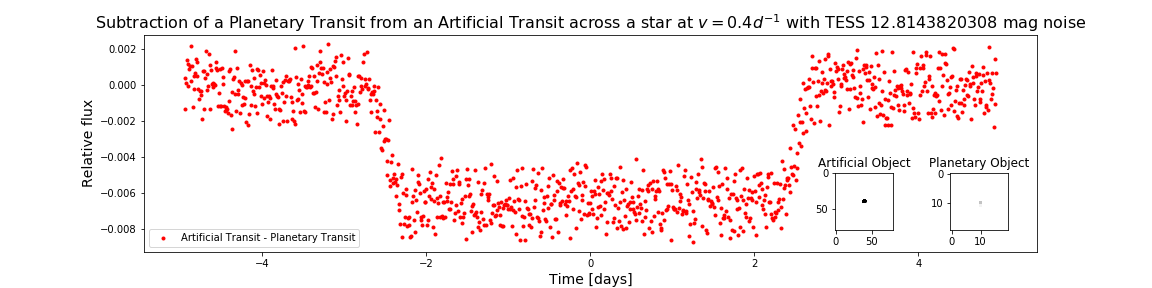 Subtraction of a Planetary Transit from an Artificial Transit across a star at v = 0.4d⁻¹ with TESS 12.8143820308 mag noise
Relative flux
0.002
0.000
−0.002
−0.004
−0.006
−0.008
Artificial Object
0
50
0 50
Planetary Object
0
10
0 10
Artificial Transit - Planetary Transit
−4 −2 0 2 4
Time [days]